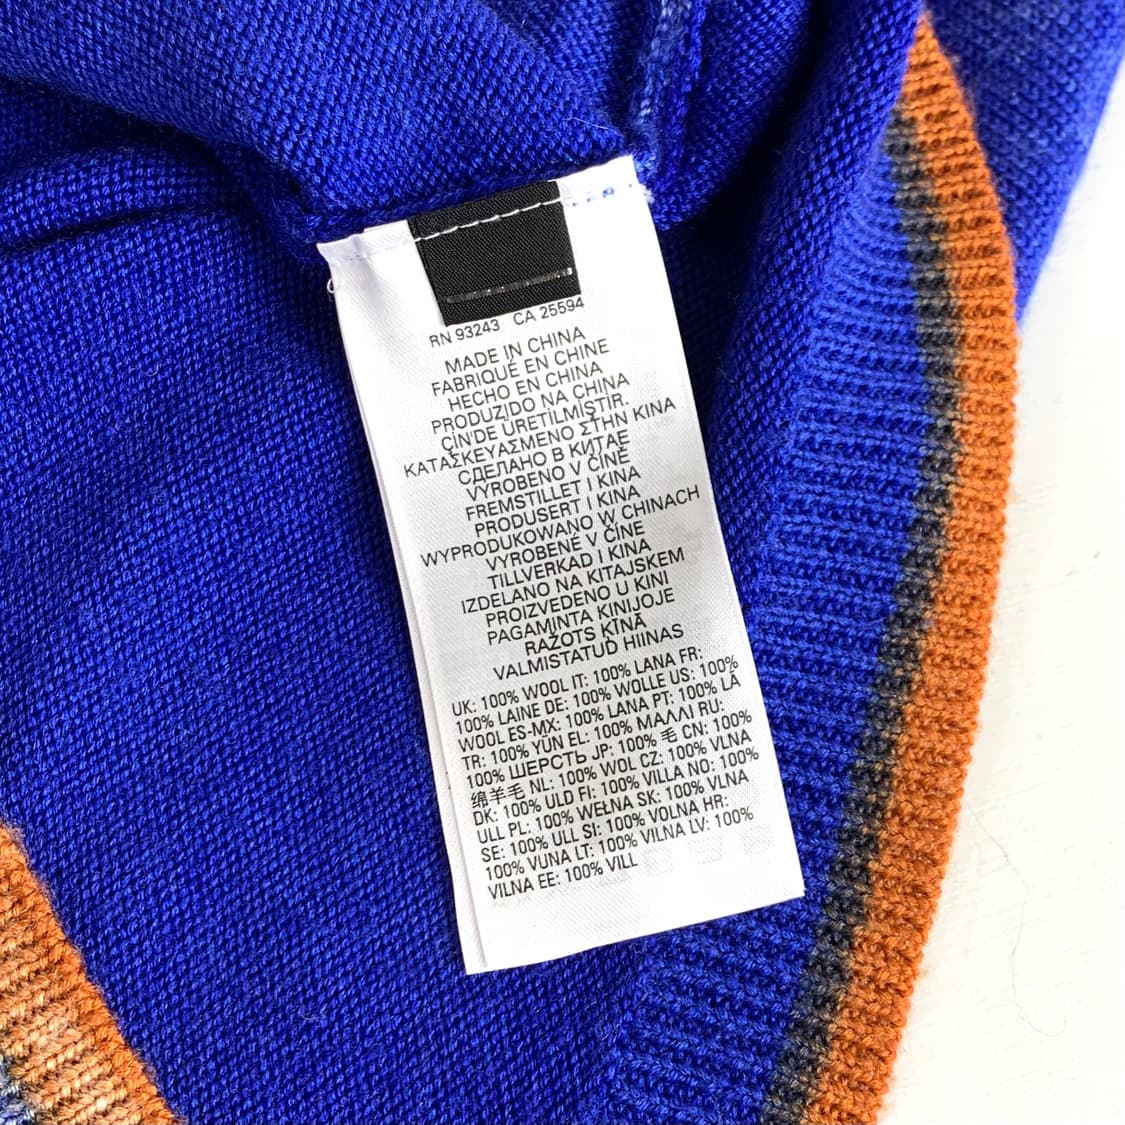 RN 93243 CA 25594
MADE IN CHINA
FABRIQUÉ EN CHINE
HECHO EN CHINA
PRODUZIDO NA CHINA
ÇİN'DE ÜRETİLMİŞTİR.
ΚΑΤΑΣΚΕΥΑΣΜΕΝΟ ΣΤΗΝ ΚΙΝΑ
СДЕЛАНО В КИТАЕ
VYROBENO V ČÍNĚ
FREMSTILLET I KINA
PRODUSERT I KINA
WYPRODUKOWANO W CHINACH
VYROBENÉ V ČÍNE
TILLVERKAD I KINA
IZDELANO NA KITAJSKEM
PROIZVEDENO U KINI
PAGAMINTA KINIJOJE
RAŽOTS ĶĪNĀ
VALMISTATUD HIINAS
UK: 100% WOOL IT: 100% LANA FR:
100% LAINE DE: 100% WOLLE US: 100%
WOOL ES-MX: 100% LANA PT: 100% LÃ
TR: 100% YÜN EL: 100% ΜΑΛΛΙ RU:
100% ШЕРСТЬ JP: 100% 毛 CN: 100%
绵羊毛 NL: 100% WOL CZ: 100% VLNA
DK: 100% ULD FI: 100% VILLA NO: 100%
ULL PL: 100% WEŁNA SK: 100% VLNA
SE: 100% ULL SI: 100% VOLNA HR:
100% VUNA LT: 100% VILNA LV: 100%
VILNA EE: 100% VILL